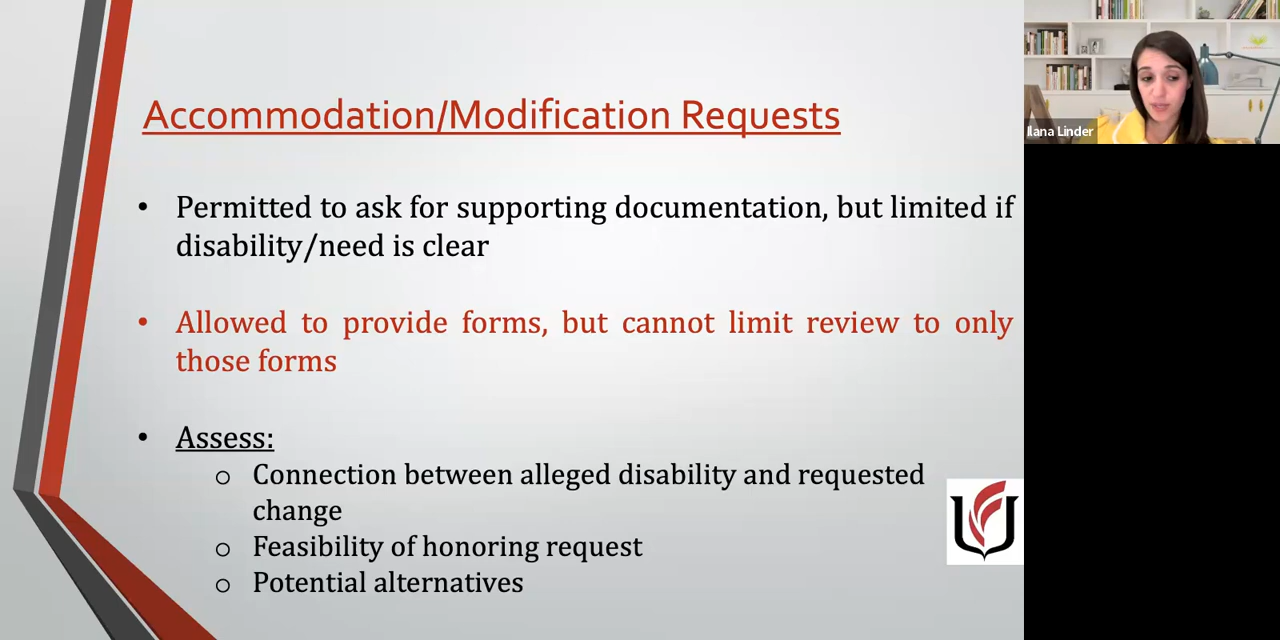 Accommodation/Modification Requests
• Permitted to ask for supporting documentation, but limited if
disability/need is clear
• Allowed to provide forms, but cannot limit review to only
those forms
• Assess:
o Connection between alleged disability and requested
change
o Feasibility of honoring request
o Potential alternatives
Ilana Linder